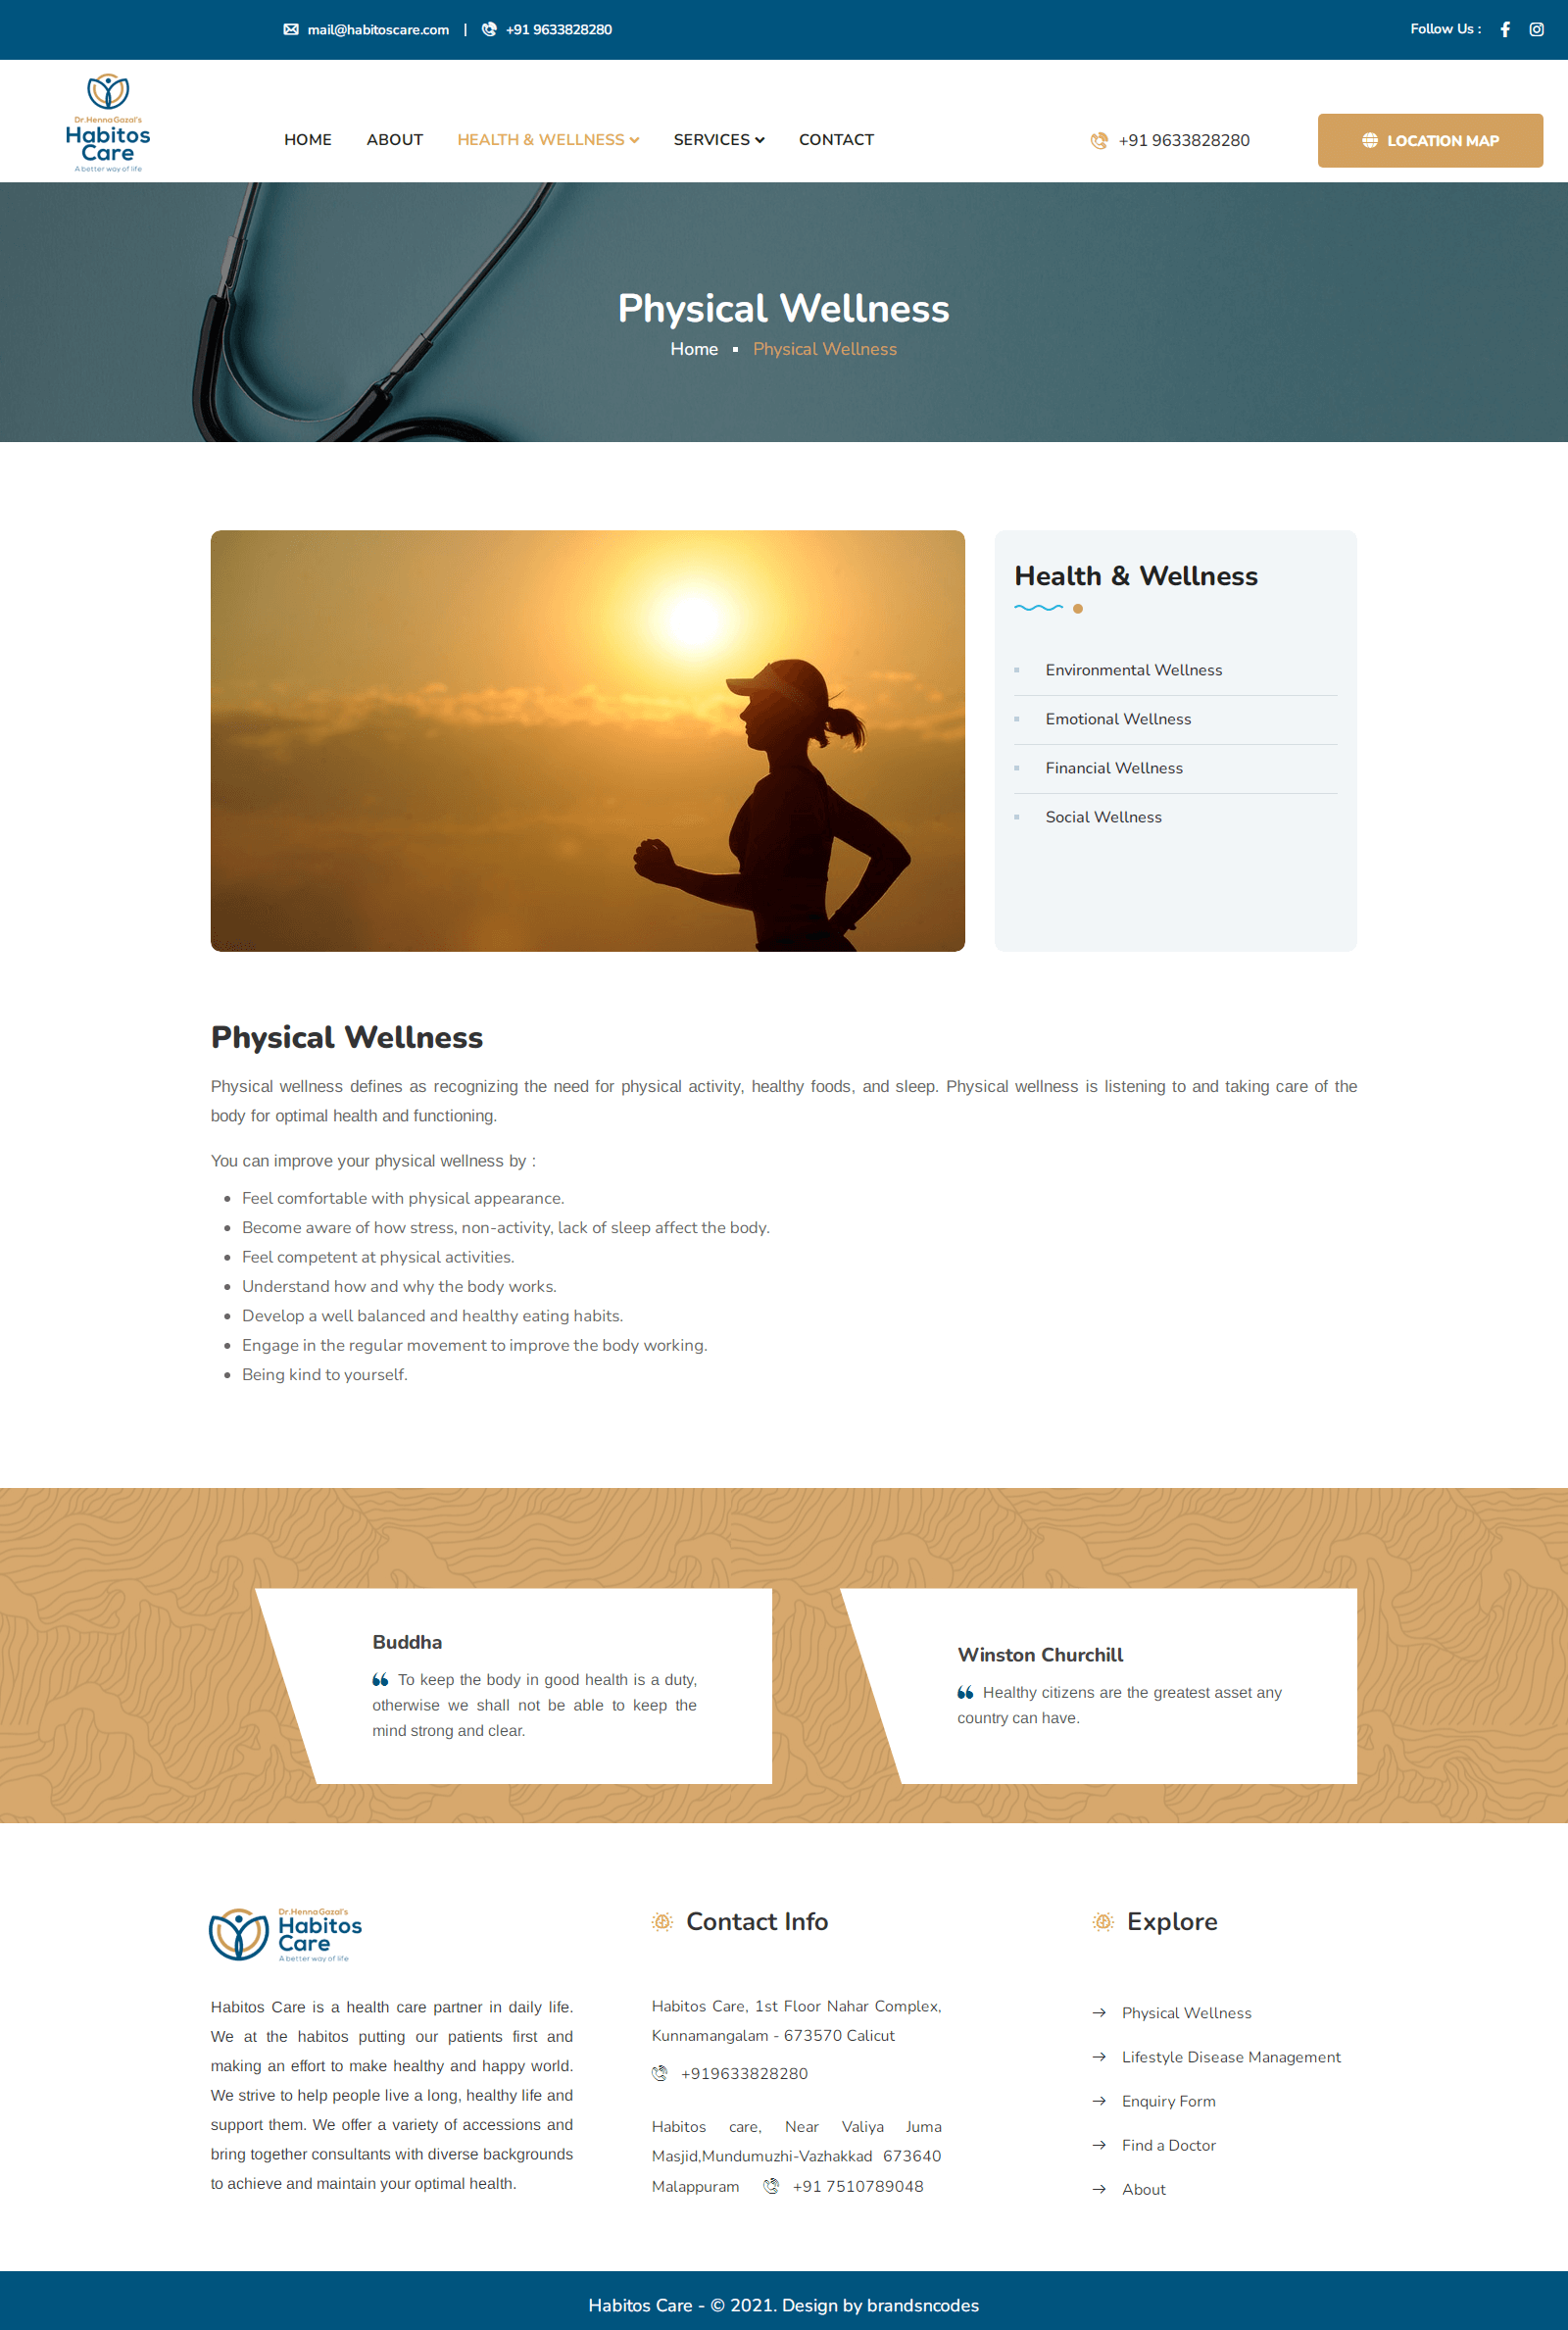 mail@habitoscare.com | +91 9633828280
Follow Us :
Dr.Henna Gazal's
Habitos
Care
A better way of life
HOME ABOUT HEALTH & WELLNESS SERVICES CONTACT
+91 9633828280
LOCATION MAP
Physical Wellness
Home Physical Wellness
Health & Wellness
Environmental Wellness
Emotional Wellness
Financial Wellness
Social Wellness
Physical Wellness
Physical wellness defines as recognizing the need for physical activity, healthy foods, and sleep. Physical wellness is listening to and taking care of the
body for optimal health and functioning.
You can improve your physical wellness by :
Feel comfortable with physical appearance.
Become aware of how stress, non-activity, lack of sleep affect the body.
Feel competent at physical activities.
Understand how and why the body works.
Develop a well balanced and healthy eating habits.
Engage in the regular movement to improve the body working.
Being kind to yourself.
Buddha
To keep the body in good health is a duty,
otherwise we shall not be able to keep the
mind strong and clear.
Winston Churchill
Healthy citizens are the greatest asset any
country can have.
Dr.Henna Gazal's
Habitos
Care
A better way of life
Habitos Care is a health care partner in daily life.
We at the habitos putting our patients first and
making an effort to make healthy and happy world.
We strive to help people live a long, healthy life and
support them. We offer a variety of accessions and
bring together consultants with diverse backgrounds
to achieve and maintain your optimal health.
Contact Info
Habitos Care, 1st Floor Nahar Complex,
Kunnamangalam - 673570 Calicut
+919633828280
Habitos care, Near Valiya Juma
Masjid,Mundumuzhi-Vazhakkad 673640
Malappuram +91 7510789048
Explore
Physical Wellness
Lifestyle Disease Management
Enquiry Form
Find a Doctor
About
Habitos Care - © 2021. Design by brandsncodes